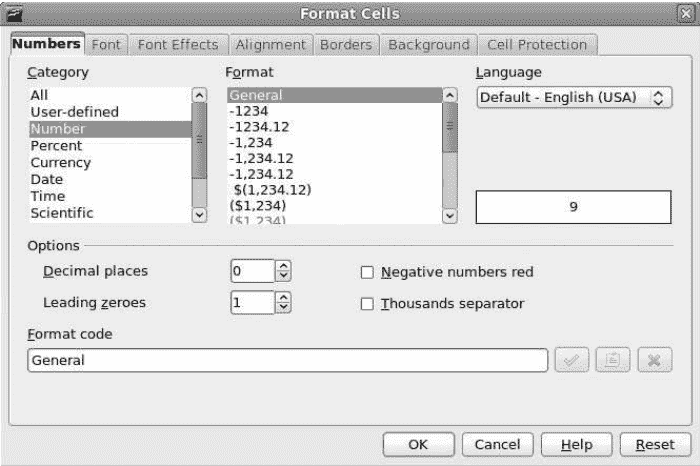 Format Cells
Numbers Font Font Effects Alignment Borders Background Cell Protection
Category Format Language
All General Default - English (USA)
User-defined -1234
Number -1234.12
Percent -1,234
Currency -1,234.12
Date -1,234.12
Time $(1,234.12)
Scientific ($1,234) 9
($1,234)
Options
Decimal places 0 Negative numbers red
Leading zeroes 1 Thousands separator
Format code
General
OK Cancel Help Reset